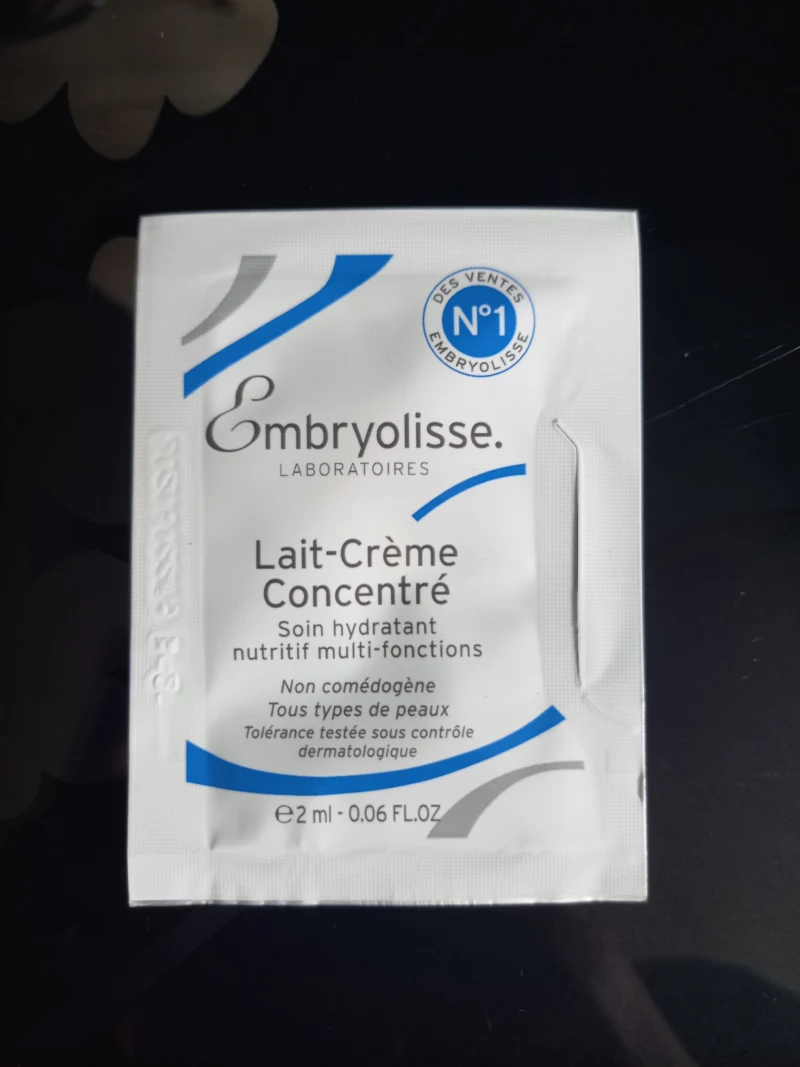 DES VENTES
N°1
EMBRYOLISSE
Embryolisse.
LABORATOIRES
Lait-Crème
Concentré
Soin hydratant
nutritif multi-fonctions
Non comédogène
Tous types de peaux
Tolérance testée sous contrôle
dermatologique
℮2 ml - 0.06 FL.OZ